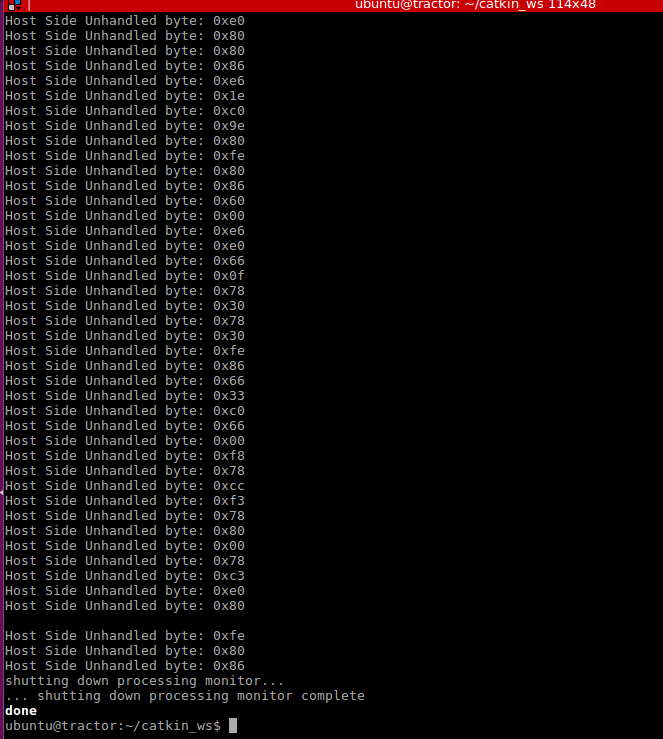 ubuntu@tractor: ~/catkin_ws 114x48
Host Side Unhandled byte: 0xe0
Host Side Unhandled byte: 0x80
Host Side Unhandled byte: 0x80
Host Side Unhandled byte: 0x86
Host Side Unhandled byte: 0xe6
Host Side Unhandled byte: 0x1e
Host Side Unhandled byte: 0xc0
Host Side Unhandled byte: 0x9e
Host Side Unhandled byte: 0x80
Host Side Unhandled byte: 0xfe
Host Side Unhandled byte: 0x80
Host Side Unhandled byte: 0x86
Host Side Unhandled byte: 0x60
Host Side Unhandled byte: 0x00
Host Side Unhandled byte: 0xe6
Host Side Unhandled byte: 0xe0
Host Side Unhandled byte: 0x66
Host Side Unhandled byte: 0x0f
Host Side Unhandled byte: 0x78
Host Side Unhandled byte: 0x30
Host Side Unhandled byte: 0x78
Host Side Unhandled byte: 0x30
Host Side Unhandled byte: 0xfe
Host Side Unhandled byte: 0x86
Host Side Unhandled byte: 0x66
Host Side Unhandled byte: 0x33
Host Side Unhandled byte: 0xc0
Host Side Unhandled byte: 0x66
Host Side Unhandled byte: 0x00
Host Side Unhandled byte: 0xf8
Host Side Unhandled byte: 0x78
Host Side Unhandled byte: 0xcc
Host Side Unhandled byte: 0xf3
Host Side Unhandled byte: 0x78
Host Side Unhandled byte: 0x80
Host Side Unhandled byte: 0x00
Host Side Unhandled byte: 0x78
Host Side Unhandled byte: 0xc3
Host Side Unhandled byte: 0xe0
Host Side Unhandled byte: 0x80
Host Side Unhandled byte: 0xfe
Host Side Unhandled byte: 0x80
Host Side Unhandled byte: 0x86
shutting down processing monitor...
... shutting down processing monitor complete
done
ubuntu@tractor:~/catkin_ws$